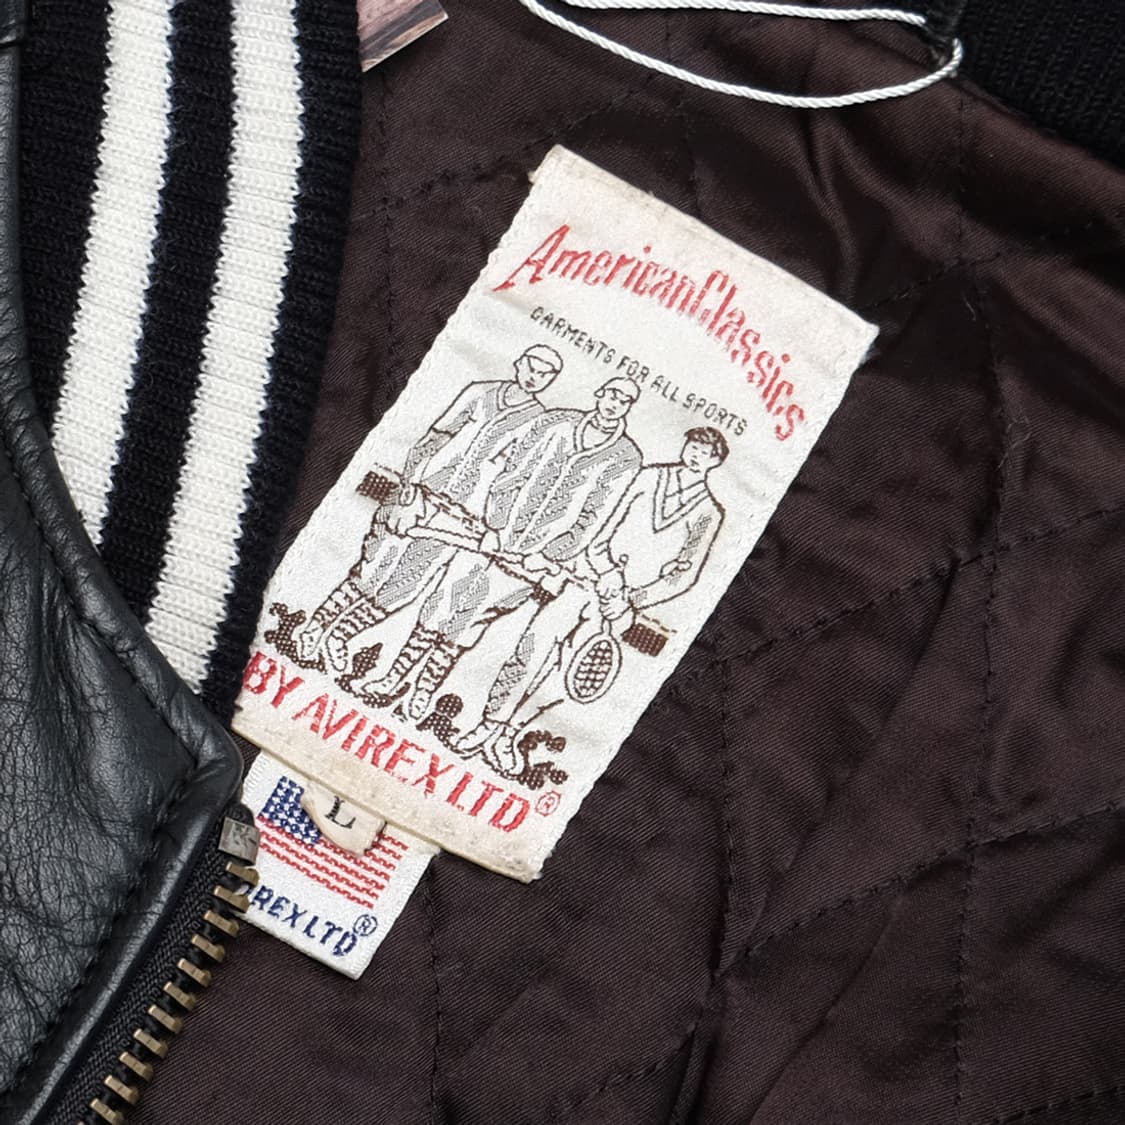 AmericanClassics
GARMENTS FOR ALL SPORTS
BY AVIREX LTD®
L
REX LTD®